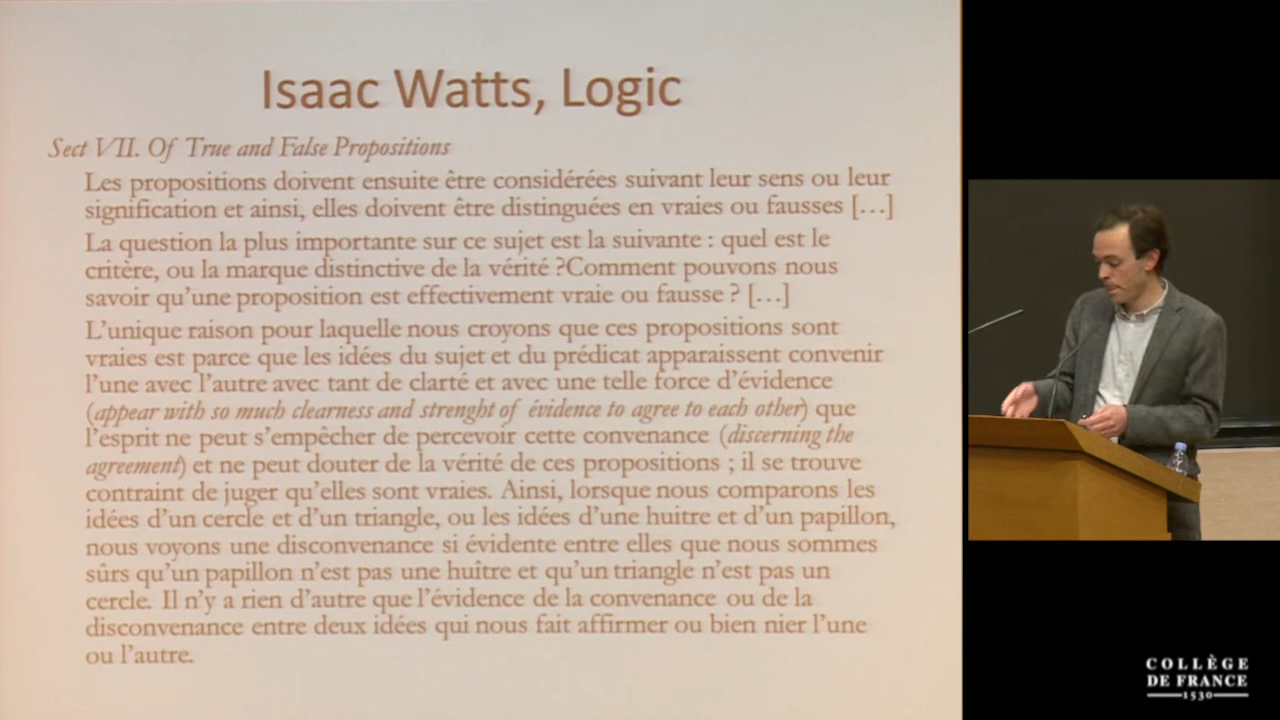 Isaac Watts, Logic
Sect VII. Of True and False Propositions
Les propositions doivent ensuite être considérées suivant leur sens ou leur
signification et ainsi, elles doivent être distinguées en vraies ou fausses […]
La question la plus importante sur ce sujet est la suivante : quel est le
critère, ou la marque distinctive de la vérité ?Comment pouvons nous
savoir qu’une proposition est effectivement vraie ou fausse ? […]
L’unique raison pour laquelle nous croyons que ces propositions sont
vraies est parce que les idées du sujet et du prédicat apparaissent convenir
l’une avec l’autre avec tant de clarté et avec une telle force d’évidence
(appear with so much clearness and strenght of évidence to agree to each other) que
l’esprit ne peut s’empêcher de percevoir cette convenance (discerning the
agreement) et ne peut douter de la vérité de ces propositions ; il se trouve
contraint de juger qu’elles sont vraies. Ainsi, lorsque nous comparons les
idées d’un cercle et d’un triangle, ou les idées d’une huitre et d’un papillon,
nous voyons une disconvenance si évidente entre elles que nous sommes
sûrs qu’un papillon n’est pas une huître et qu’un triangle n’est pas un
cercle. Il n’y a rien d’autre que l’évidence de la convenance ou de la
disconvenance entre deux idées qui nous fait affirmer ou bien nier l’une
ou l’autre.
COLLÈGE
DE FRANCE
1530